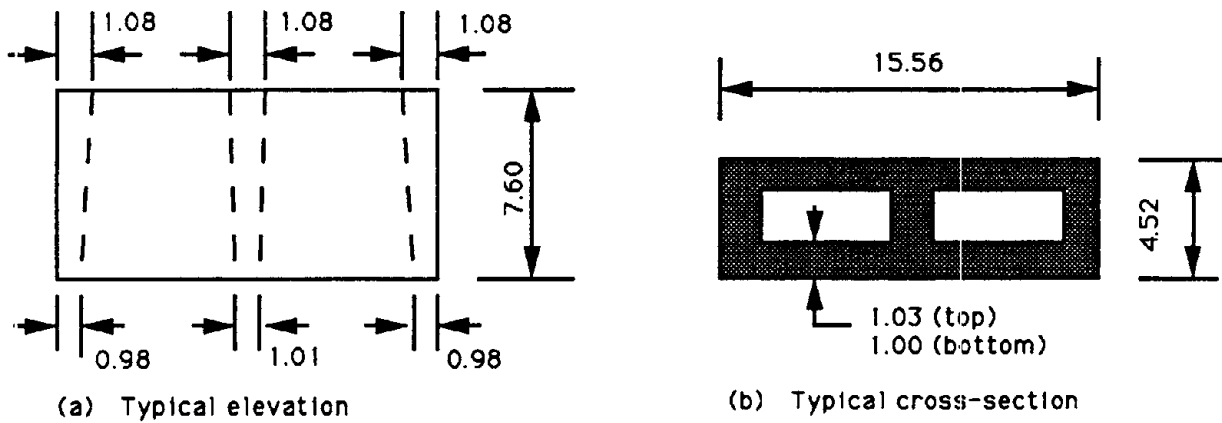 1.08 1.08 1.08
7.60
0.98 1.01 0.98
(a) Typical elevation
15.56
4.52
1.03 (top)
1.00 (bottom)
(b) Typical cross-section